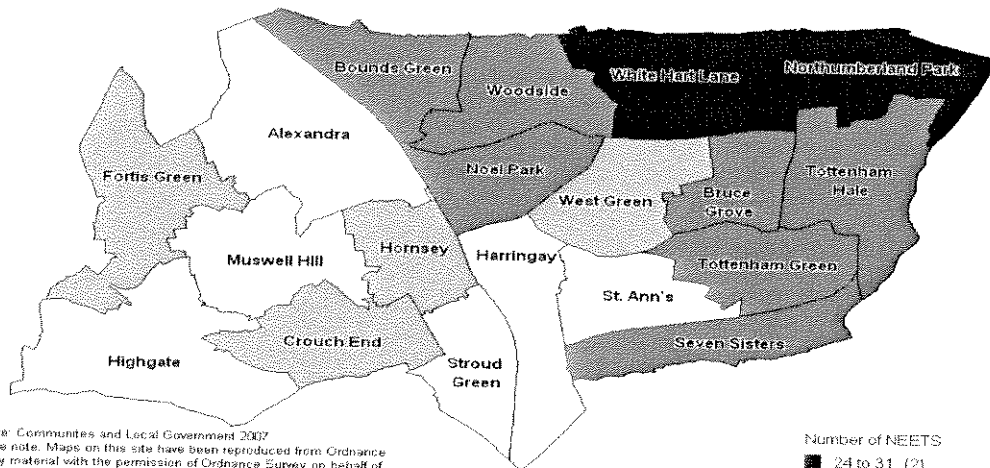 Bounds Green
Woodside
White Hart Lane
Northumberland Park
Alexandra
Noel Park
Fortis Green
West Green
Bruce
Grove
Tottenham
Hale
Muswell Hill
Hornsey
Harringay
Tottenham Green
St. Ann's
Highgate
Crouch End
Stroud
Green
Seven Sisters
e: Communities and Local Government 2007
e note. Maps on this site have been reproduced from Ordnance
y material with the permission of Ordnance Survey on behalf of
Number of NEETS
24 to 31 (2)